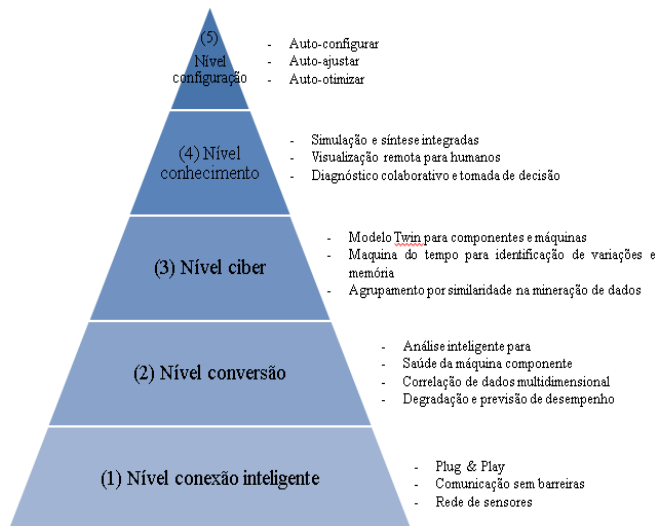 (5)
Nível
configuração
- Auto-configurar
- Auto-ajustar
- Auto-otimizar
(4) Nível
conhecimento
- Simulação e síntese integradas
- Visualização remota para humanos
- Diagnóstico colaborativo e tomada de decisão
(3) Nível ciber
- Modelo Twin para componentes e máquinas
- Maquina do tempo para identificação de variações e
memória
- Agrupamento por similaridade na mineração de dados
(2) Nível conversão
- Análise inteligente para
- Saúde da máquina componente
- Correlação de dados multidimensional
- Degradação e previsão de desempenho
(1) Nível conexão inteligente
- Plug & Play
- Comunicação sem barreiras
- Rede de sensores